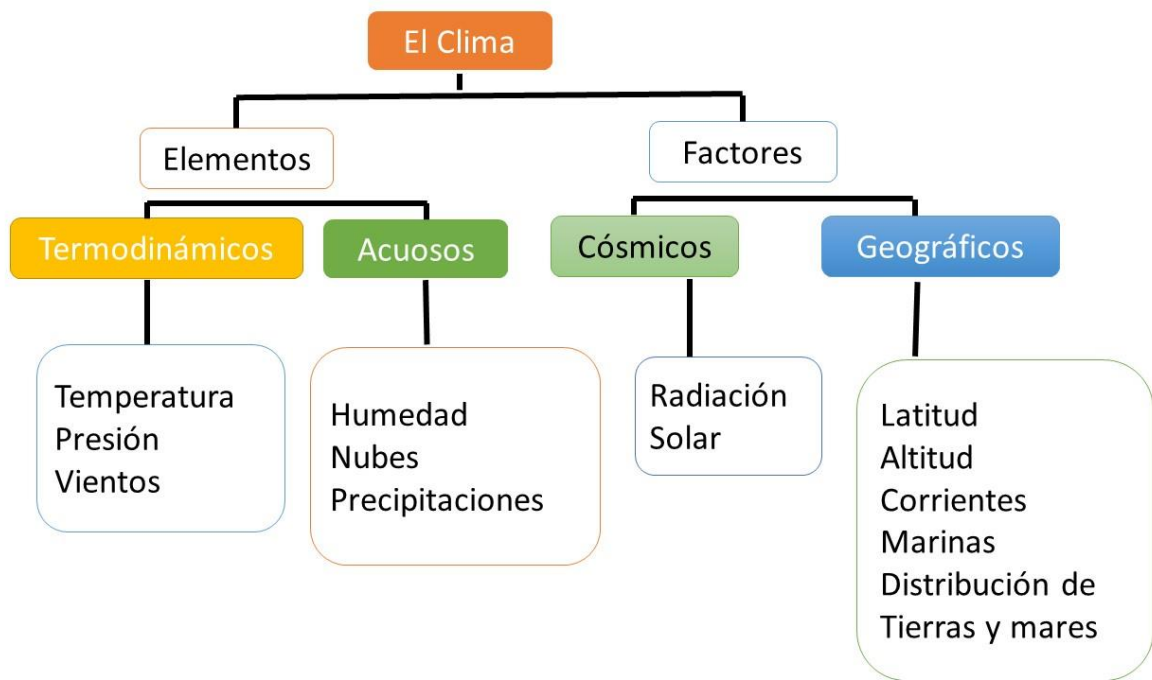 El Clima
Elementos
Factores
Termodinámicos
Acuosos
Cósmicos
Geográficos
Temperatura
Presión
Vientos
Humedad
Nubes
Precipitaciones
Radiación
Solar
Latitud
Altitud
Corrientes
Marinas
Distribución de
Tierras y mares